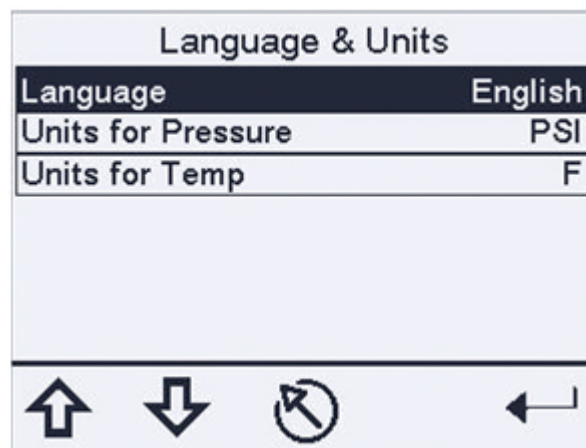 Language & Units
Language English
Units for Pressure PSI
Units for Temp F